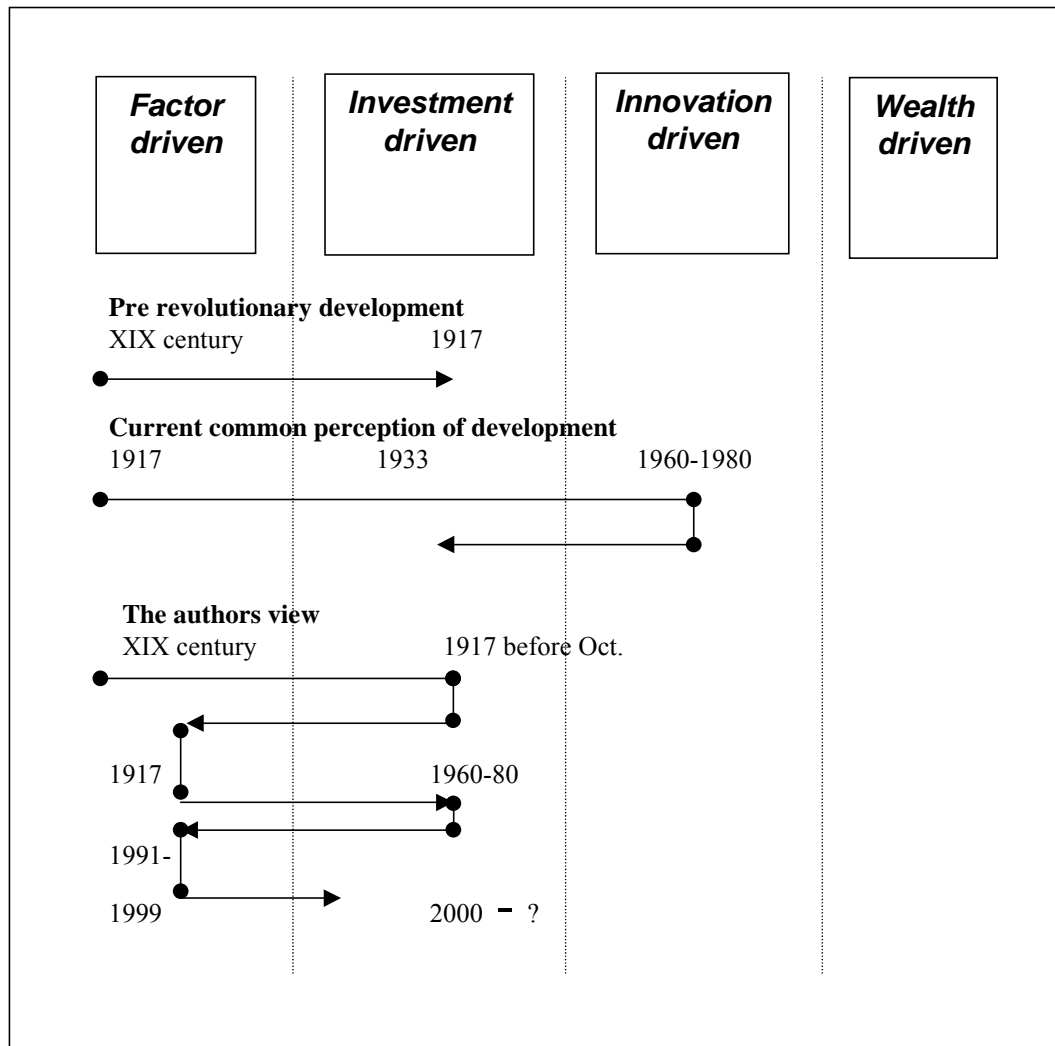 Factor driven
Investment driven
Innovation driven
Wealth driven
Pre revolutionary development
XIX century 1917
Current common perception of development
1917 1933 1960-1980
The authors view
XIX century 1917 before Oct.
1917 1960-80
1991-
1999 2000 – ?